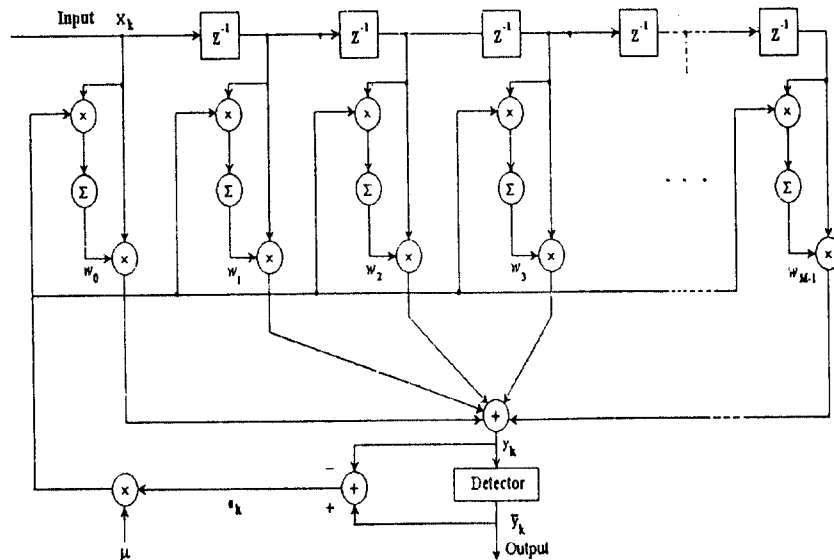 Input x_k
Z^-1 Z^-1 Z^-1 Z^-1 Z^-1
× × × × ×
Σ Σ Σ Σ Σ
× × × × ×
w_0 w_1 w_2 w_3 w_M-1
. . .
+
y_k
−
Detector
× e_k + +
ȳ_k
μ Output